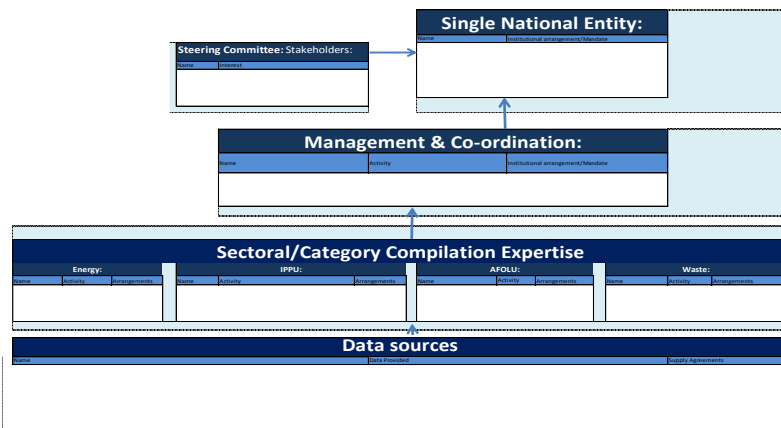 Single National Entity:
Name Institutional arrangement/Mandate
Steering Committee: Stakeholders:
Name Interest
Management & Co-ordination:
Name Activity Institutional arrangement/Mandate
Sectoral/Category Compilation Expertise
Energy: IPPU: AFOLU: Waste:
Name Activity Arrangements Name Activity Arrangements Name Activity Arrangements Name Activity Arrangements
Data sources
Name Data Provided Supply Agreements